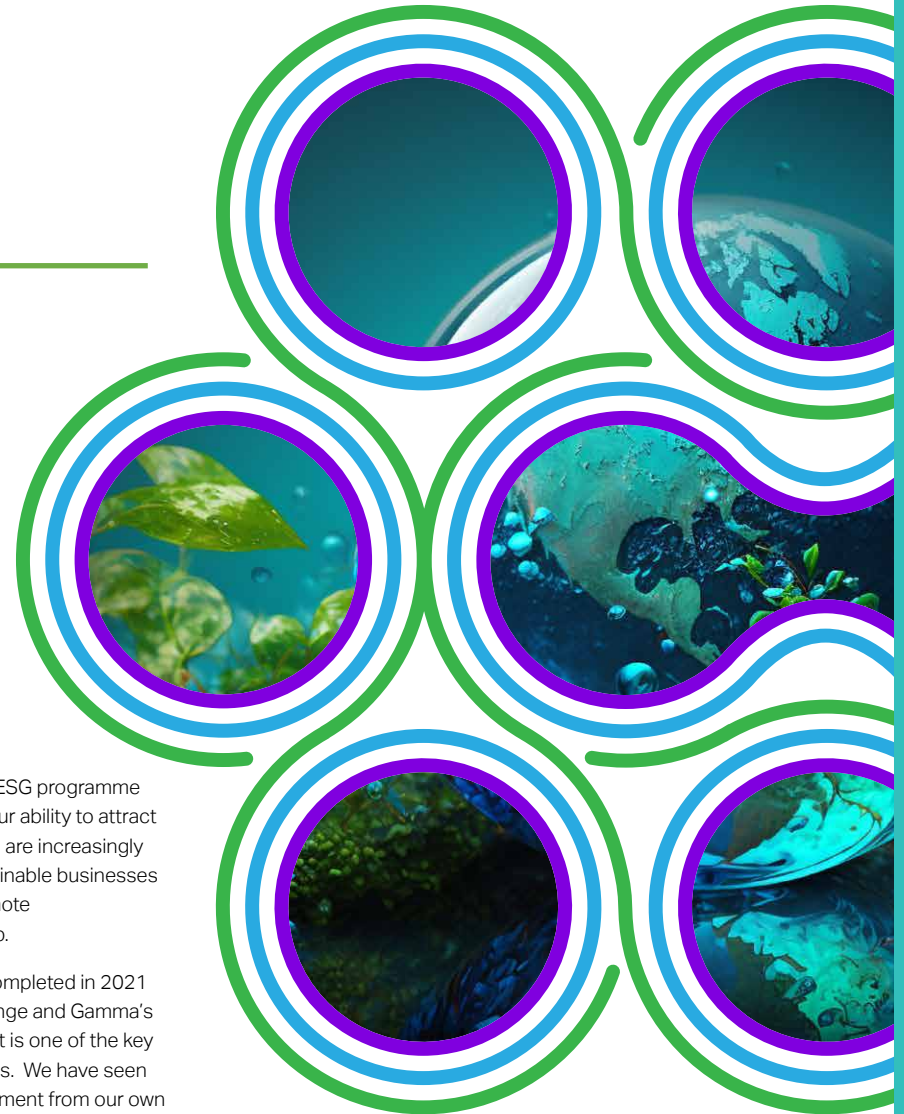 ESG programme
ur ability to attract
are increasingly
inable businesses
note
o.
ompleted in 2021
nge and Gamma's
t is one of the key
s. We have seen
ment from our own